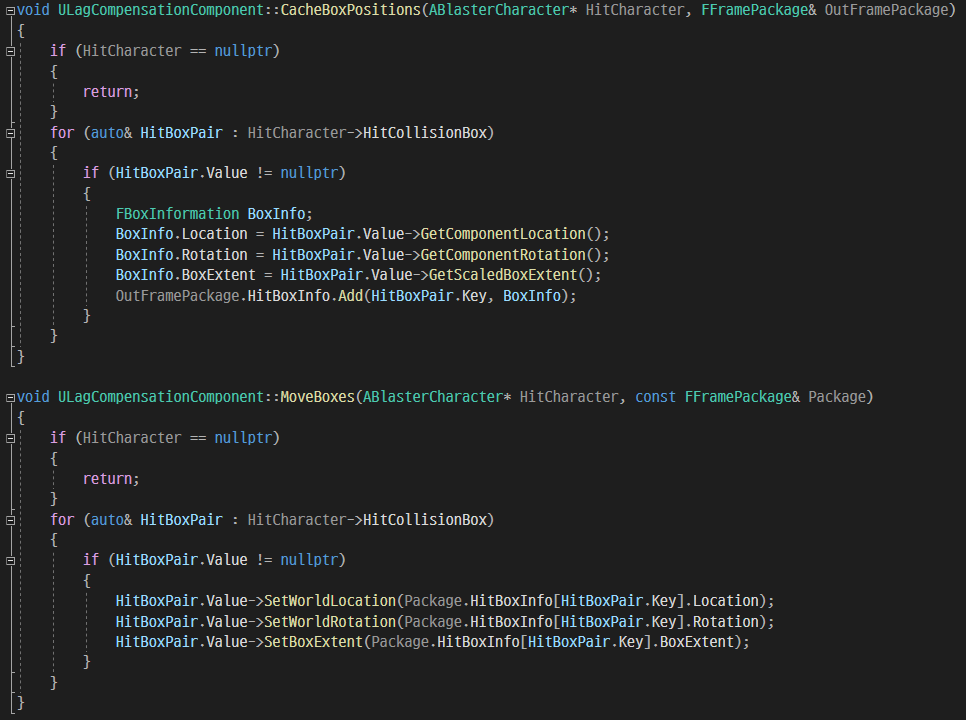 void ULagCompensationComponent::CacheBoxPositions(ABlasterCharacter* HitCharacter, FFramePackage& OutFramePackage)
{
    if (HitCharacter == nullptr)
    {
        return;
    }
    for (auto& HitBoxPair : HitCharacter->HitCollisionBox)
    {
        if (HitBoxPair.Value != nullptr)
        {
            FBoxInformation BoxInfo;
            BoxInfo.Location = HitBoxPair.Value->GetComponentLocation();
            BoxInfo.Rotation = HitBoxPair.Value->GetComponentRotation();
            BoxInfo.BoxExtent = HitBoxPair.Value->GetScaledBoxExtent();
            OutFramePackage.HitBoxInfo.Add(HitBoxPair.Key, BoxInfo);
        }
    }
}

void ULagCompensationComponent::MoveBoxes(ABlasterCharacter* HitCharacter, const FFramePackage& Package)
{
    if (HitCharacter == nullptr)
    {
        return;
    }
    for (auto& HitBoxPair : HitCharacter->HitCollisionBox)
    {
        if (HitBoxPair.Value != nullptr)
        {
            HitBoxPair.Value->SetWorldLocation(Package.HitBoxInfo[HitBoxPair.Key].Location);
            HitBoxPair.Value->SetWorldRotation(Package.HitBoxInfo[HitBoxPair.Key].Rotation);
            HitBoxPair.Value->SetBoxExtent(Package.HitBoxInfo[HitBoxPair.Key].BoxExtent);
        }
    }
}